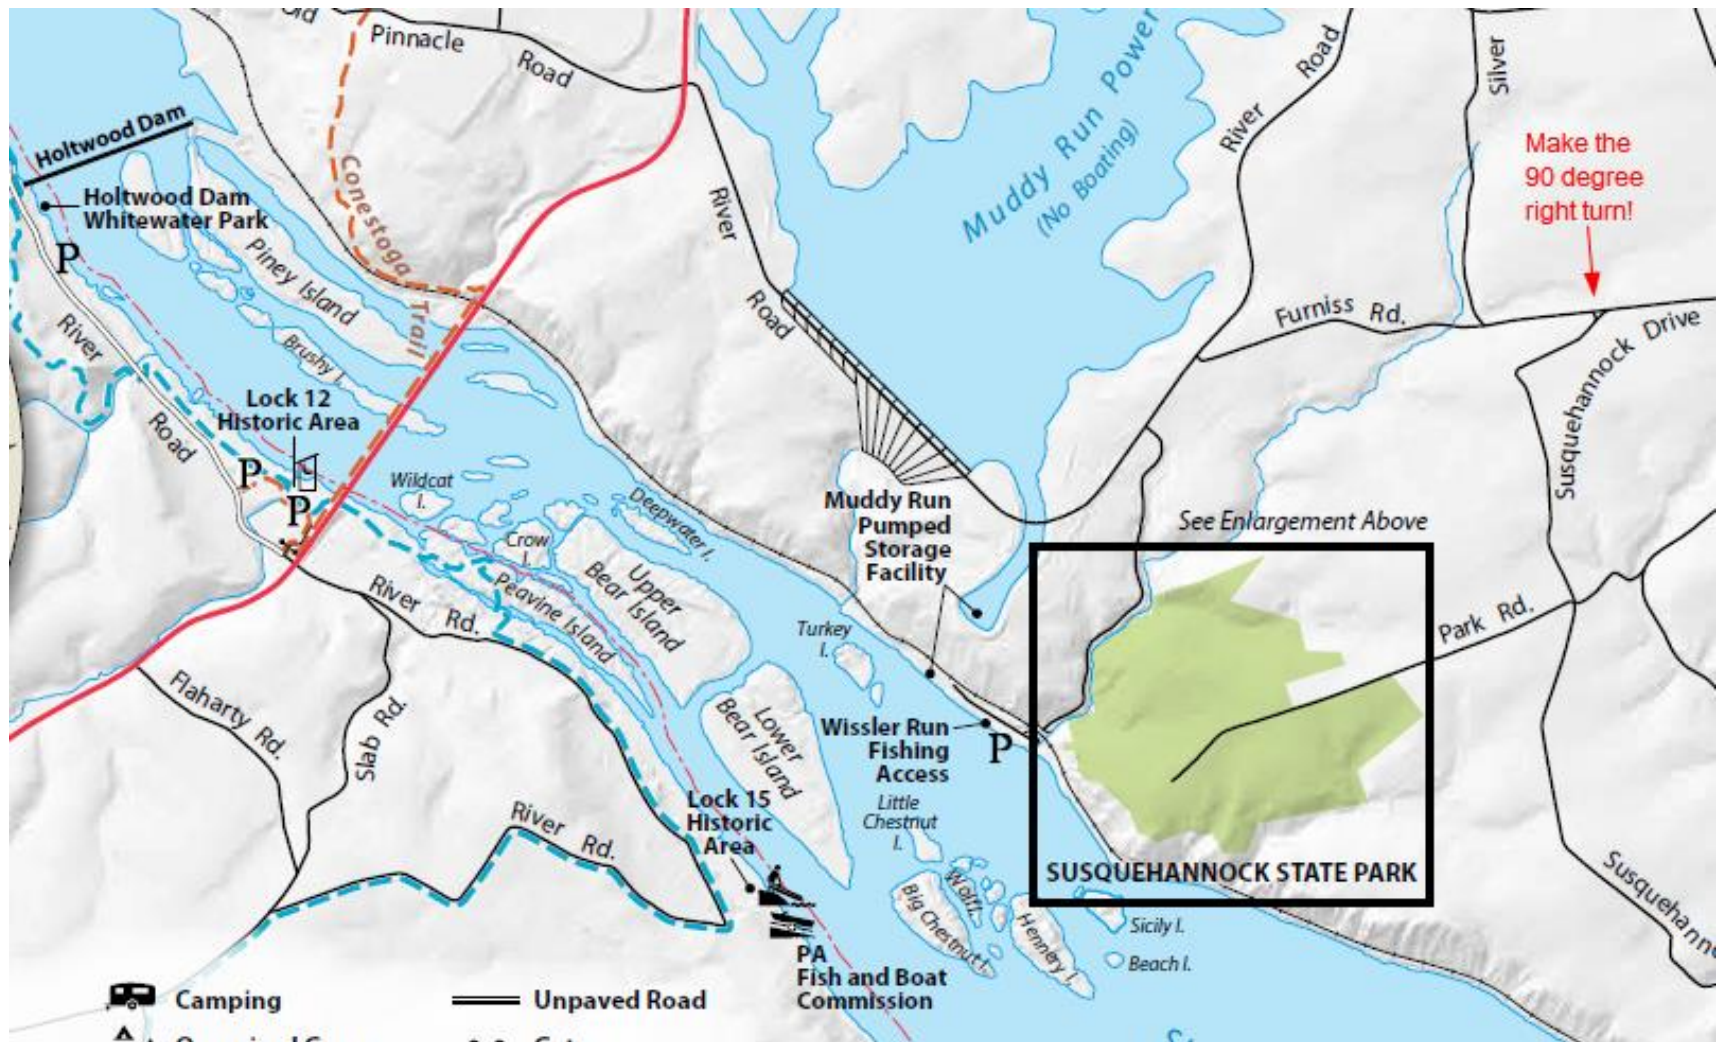 Old
Pinnacle
Road
Holtwood Dam
Holtwood Dam
Whitewater Park
P
Conestoga
Trail
Piney Island
Brushy I.
River
Road
Lock 12
Historic Area
P
P
Wildcat
I.
Crow
I.
Peavine Island
Upper
Bear Island
Deepwater I.
River
Road
Muddy Run Power
(No Boating)
River
Road
Silver
Make the
90 degree
right turn!
Furniss Rd.
Susquehannock Drive
See Enlargement Above
Muddy Run
Pumped
Storage
Facility
Turkey
I.
Park Rd.
River
Rd.
Flaharty Rd.
Slab Rd.
Lower
Bear Island
Wissler Run
Fishing
Access
P
Little
Chestnut
I.
Lock 15
Historic
Area
River
Rd.
SUSQUEHANNOCK STATE PARK
Big Chestnut I.
Wolf I.
Hennery I.
Sicily I.
Beach I.
PA
Fish and Boat
Commission
Camping
Unpaved Road